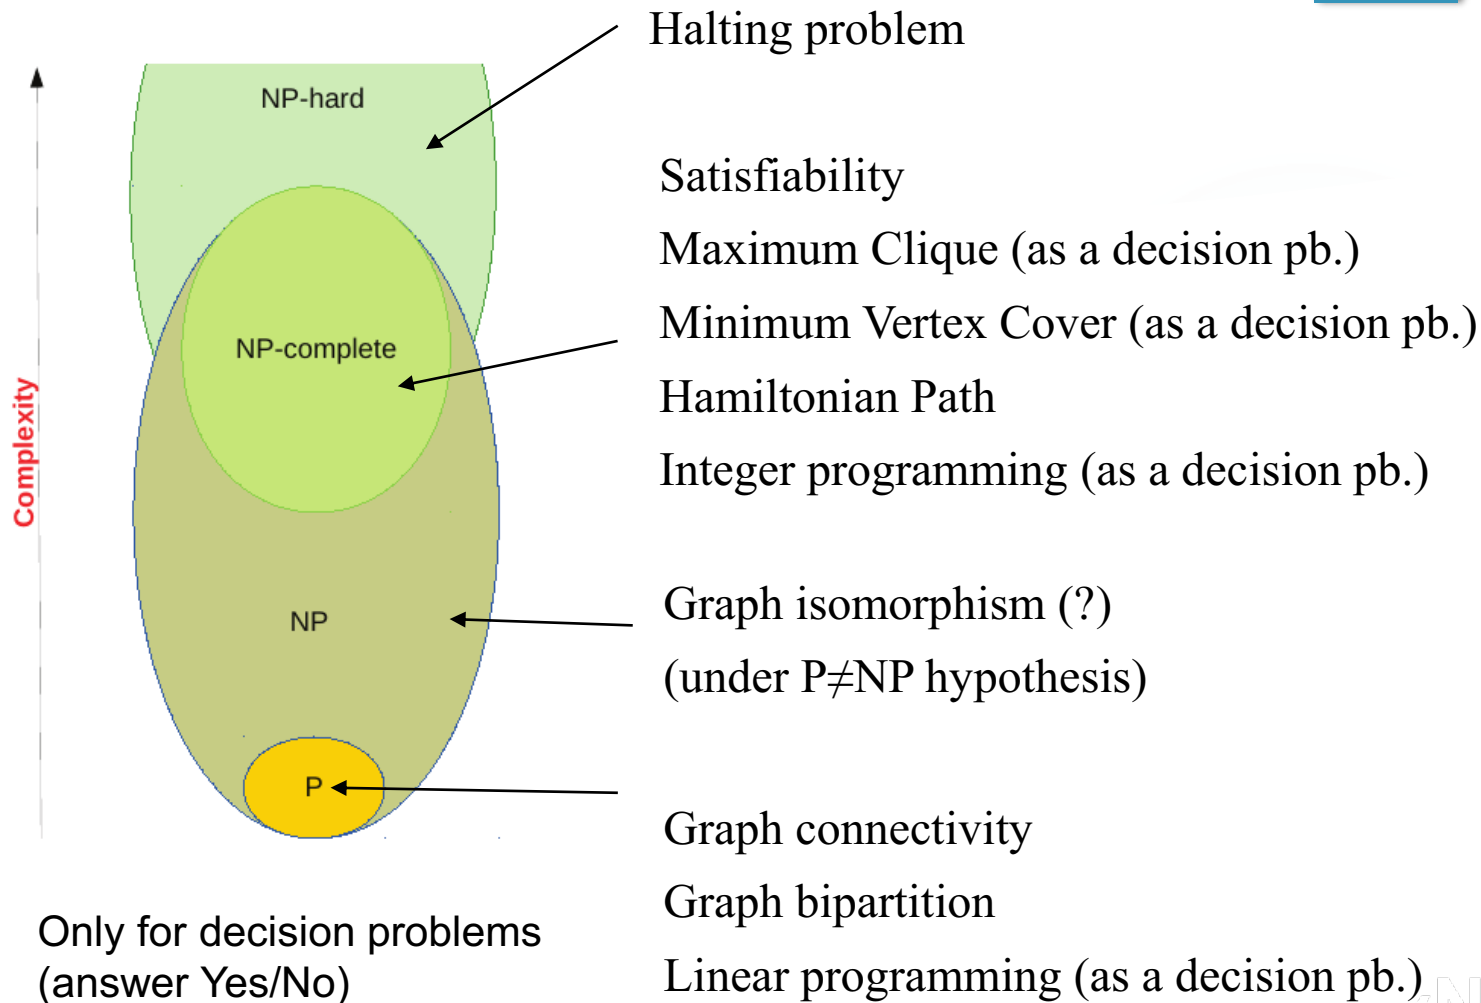 Halting problem
NP-hard
Satisfiability
Maximum Clique (as a decision pb.)
Minimum Vertex Cover (as a decision pb.)
NP-complete
Hamiltonian Path
Complexity
Integer programming (as a decision pb.)
Graph isomorphism (?)
NP
(under P≠NP hypothesis)
P
Graph connectivity
Graph bipartition
Linear programming (as a decision pb.)
Only for decision problems
(answer Yes/No)